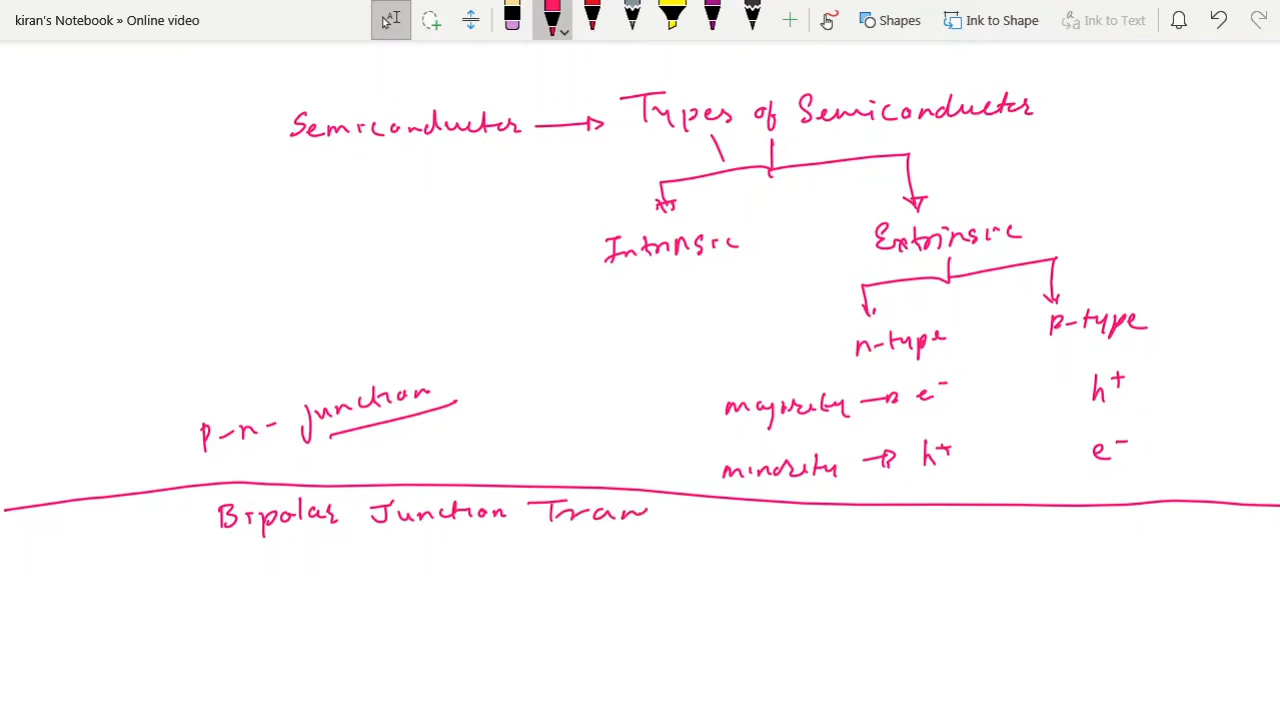 kiran's Notebook » Online video
Shapes
Ink to Shape
Ink to Text
Semiconductor → Types of Semiconductor
Intrinsic
Extrinsic
n-type
p-type
majority → e⁻
h⁺
minority → h⁺
e⁻
p-n- junction
Bipolar Junction Tran